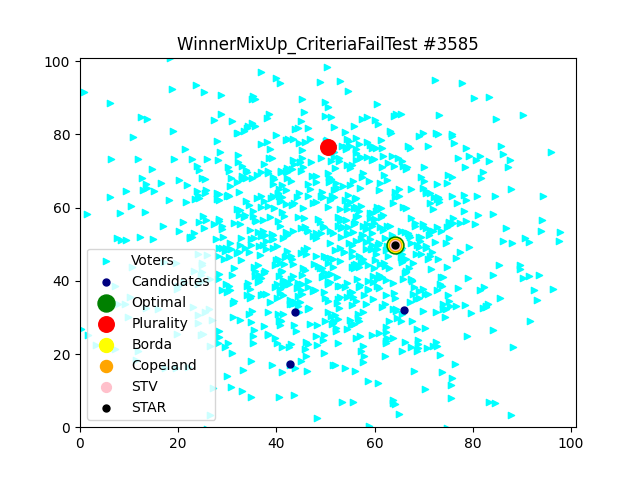 WinnerMixUp_CriteriaFailTest #3585
100
80
60
40
20
0
0
20
40
60
80
100
Voters
Candidates
Optimal
Plurality
Borda
Copeland
STV
STAR